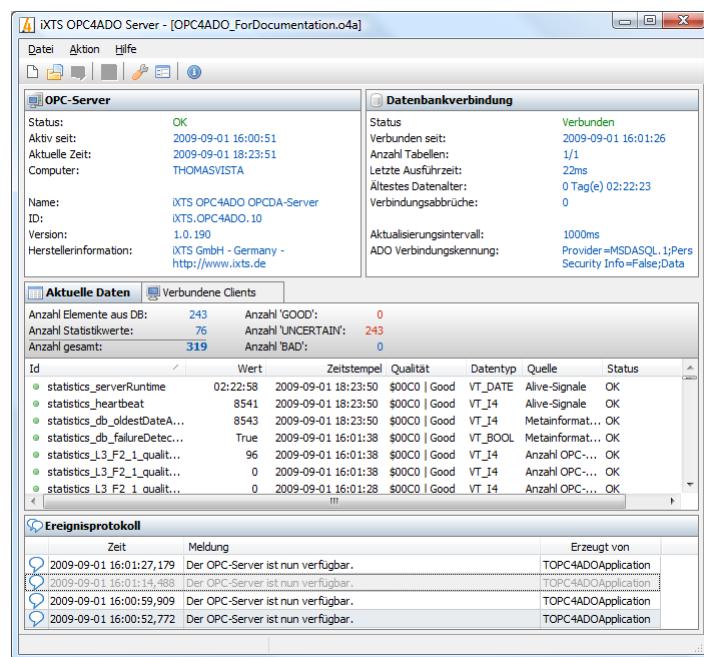 iXTS OPC4ADO Server - [OPC4ADO_ForDocumentation.o4a]
Datei Aktion Hilfe
OPC-Server
Status: OK
Aktiv seit: 2009-09-01 16:00:51
Aktuelle Zeit: 2009-09-01 18:23:51
Computer: THOMASVISTA
Name: iXTS OPC4ADO OPCDA-Server
ID: iXTS.OPC4ADO.10
Version: 1.0.190
Herstellerinformation: iXTS GmbH - Germany -
http://www.ixts.de
Datenbankverbindung
Status Verbunden
Verbunden seit: 2009-09-01 16:01:26
Anzahl Tabellen: 1/1
Letzte Ausführzeit: 22ms
Ältestes Datenalter: 0 Tag(e) 02:22:23
Verbindungsabbrüche: 0
Aktualisierungsintervall: 1000ms
ADO Verbindungskennung: Provider=MSDASQL.1;Pers
Security Info=False;Data
Aktuelle Daten Verbundene Clients
Anzahl Elemente aus DB: 243 Anzahl 'GOOD': 0
Anzahl Statistikwerte: 76 Anzahl 'UNCERTAIN': 243
Anzahl gesamt: 319 Anzahl 'BAD': 0
Id Wert Zeitstempel Qualität Datentyp Quelle Status
statistics_serverRuntime 02:22:58 2009-09-01 18:23:50 $00C0 | Good VT_DATE Alive-Signale OK
statistics_heartbeat 8541 2009-09-01 18:23:50 $00C0 | Good VT_I4 Alive-Signale OK
statistics_db_oldestDateA... 8543 2009-09-01 18:23:50 $00C0 | Good VT_I4 Metainformat... OK
statistics_db_failureDetec... True 2009-09-01 16:01:38 $00C0 | Good VT_BOOL Metainformat... OK
statistics_L3_F2_1_qualit... 96 2009-09-01 16:01:38 $00C0 | Good VT_I4 Anzahl OPC-... OK
statistics_L3_F2_1_qualit... 0 2009-09-01 16:01:38 $00C0 | Good VT_I4 Anzahl OPC-... OK
statistics_L3_F2_1_qualit... 0 2009-09-01 16:01:28 $00C0 | Good VT_I4 Anzahl OPC-... OK
Ereignisprotokoll
Zeit Meldung Erzeugt von
2009-09-01 16:01:27,179 Der OPC-Server ist nun verfügbar. TOPC4ADOApplication
2009-09-01 16:01:14,488 Der OPC-Server ist nun verfügbar. TOPC4ADOApplication
2009-09-01 16:00:59,909 Der OPC-Server ist nun verfügbar. TOPC4ADOApplication
2009-09-01 16:00:52,772 Der OPC-Server ist nun verfügbar. TOPC4ADOApplication